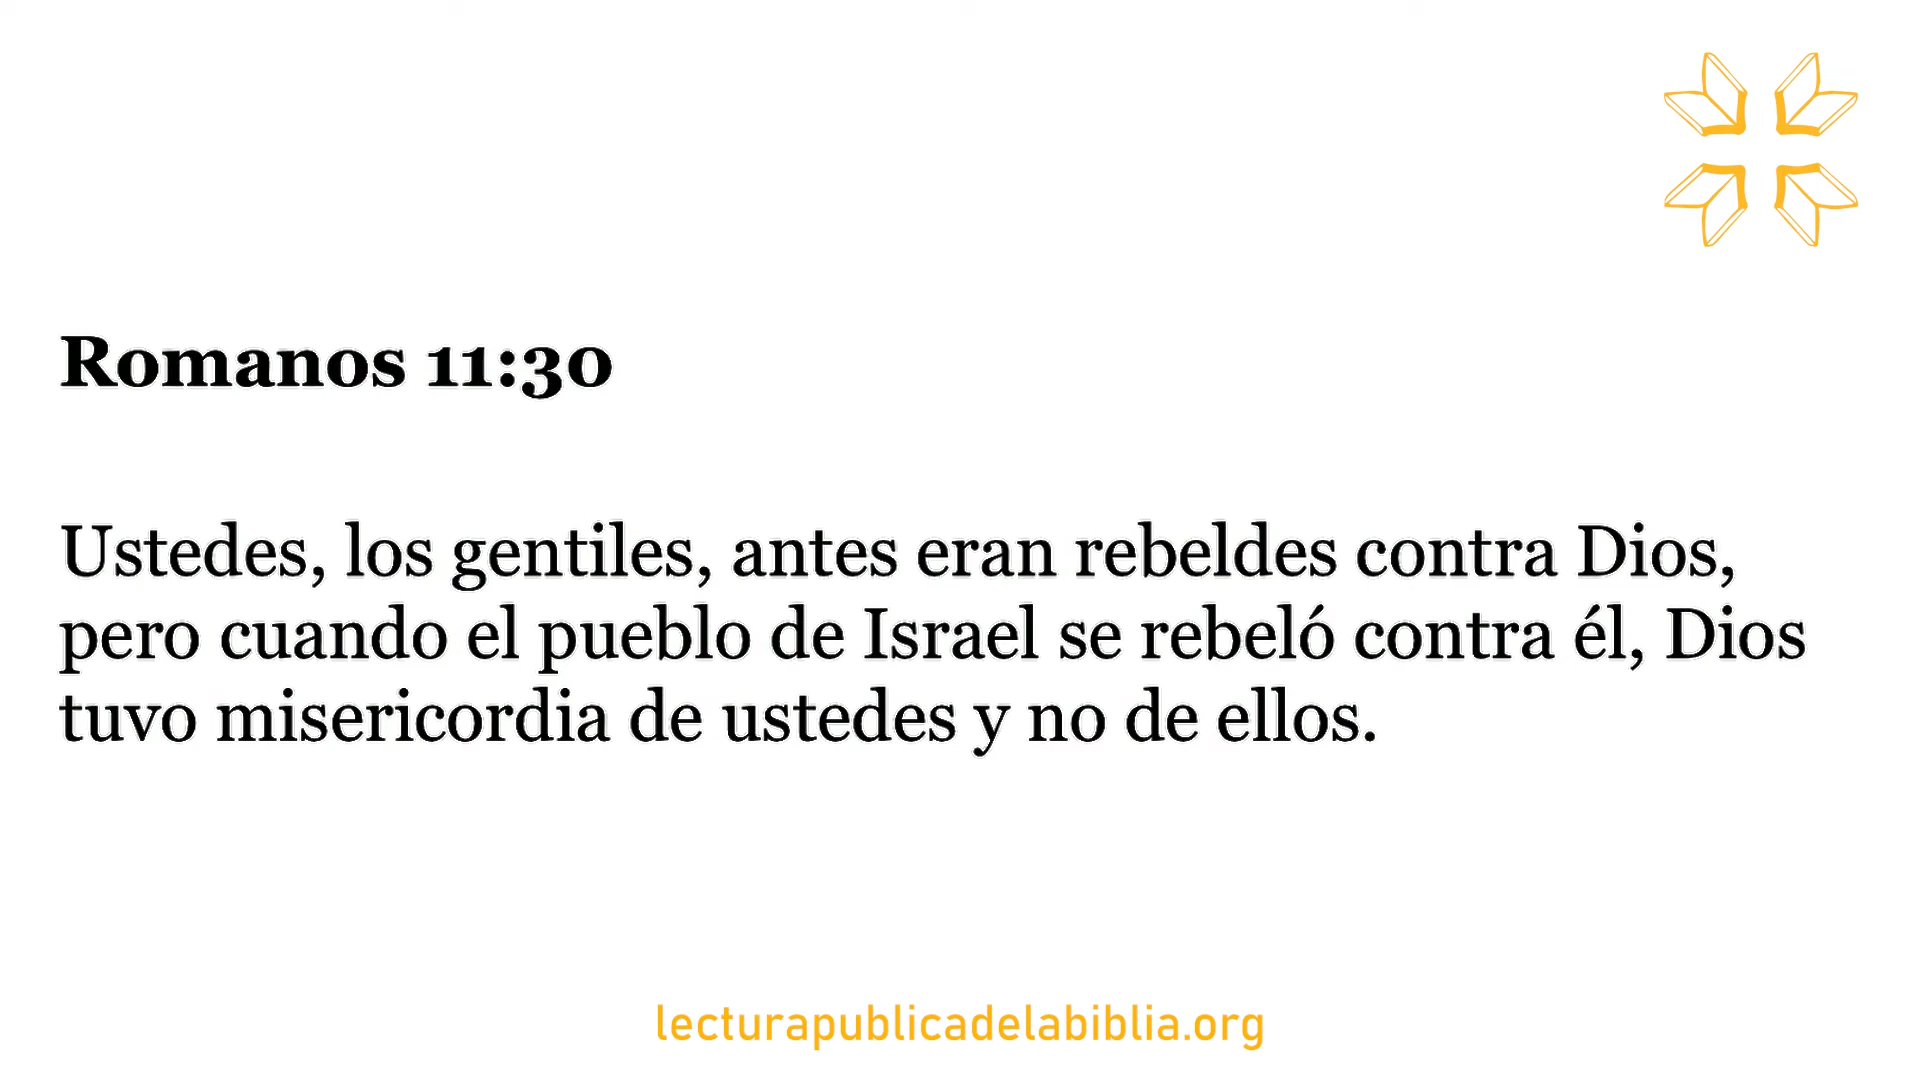 Romanos 11:30
Ustedes, los gentiles, antes eran rebeldes contra Dios,
pero cuando el pueblo de Israel se rebeló contra él, Dios
tuvo misericordia de ustedes y no de ellos.
lecturapublicadelabiblia.org